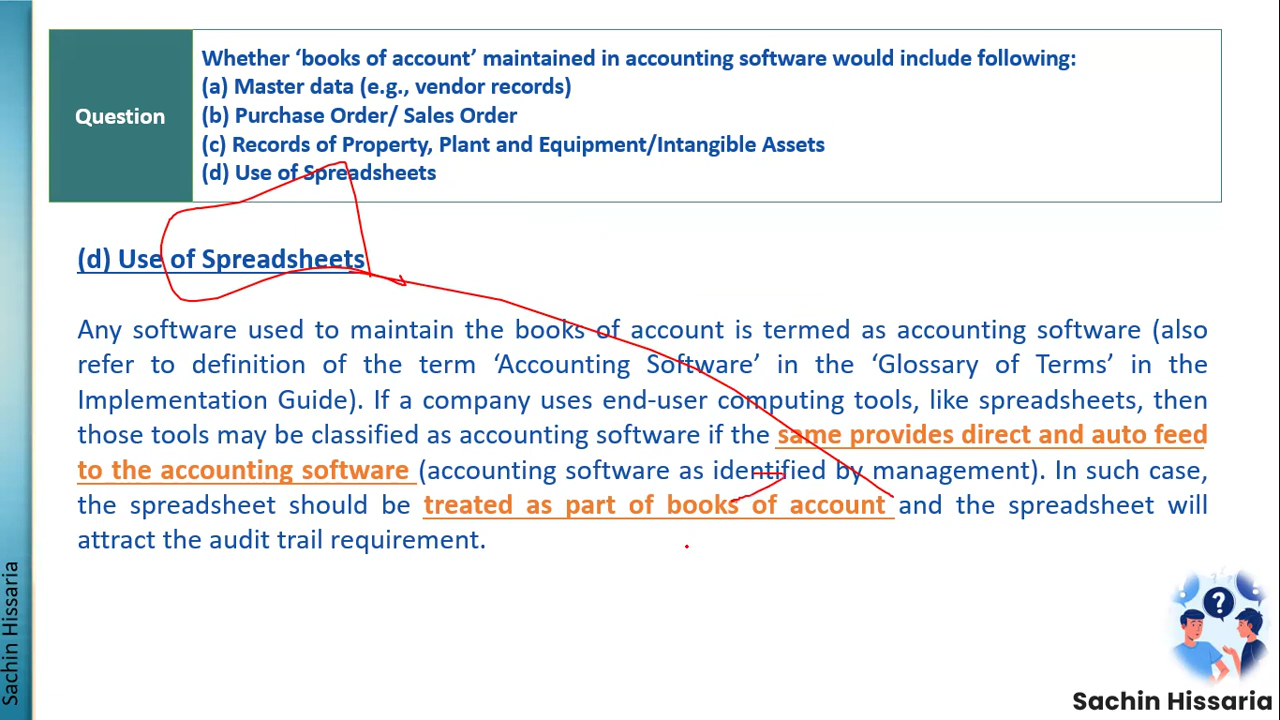 Question
Whether ‘books of account’ maintained in accounting software would include following:
(a) Master data (e.g., vendor records)
(b) Purchase Order/ Sales Order
(c) Records of Property, Plant and Equipment/Intangible Assets
(d) Use of Spreadsheets
(d) Use of Spreadsheets
Any software used to maintain the books of account is termed as accounting software (also
refer to definition of the term ‘Accounting Software’ in the ‘Glossary of Terms’ in the
Implementation Guide). If a company uses end-user computing tools, like spreadsheets, then
those tools may be classified as accounting software if the same provides direct and auto feed
to the accounting software (accounting software as identified by management). In such case,
the spreadsheet should be treated as part of books of account and the spreadsheet will
attract the audit trail requirement.
Sachin Hissaria
?
Sachin Hissaria